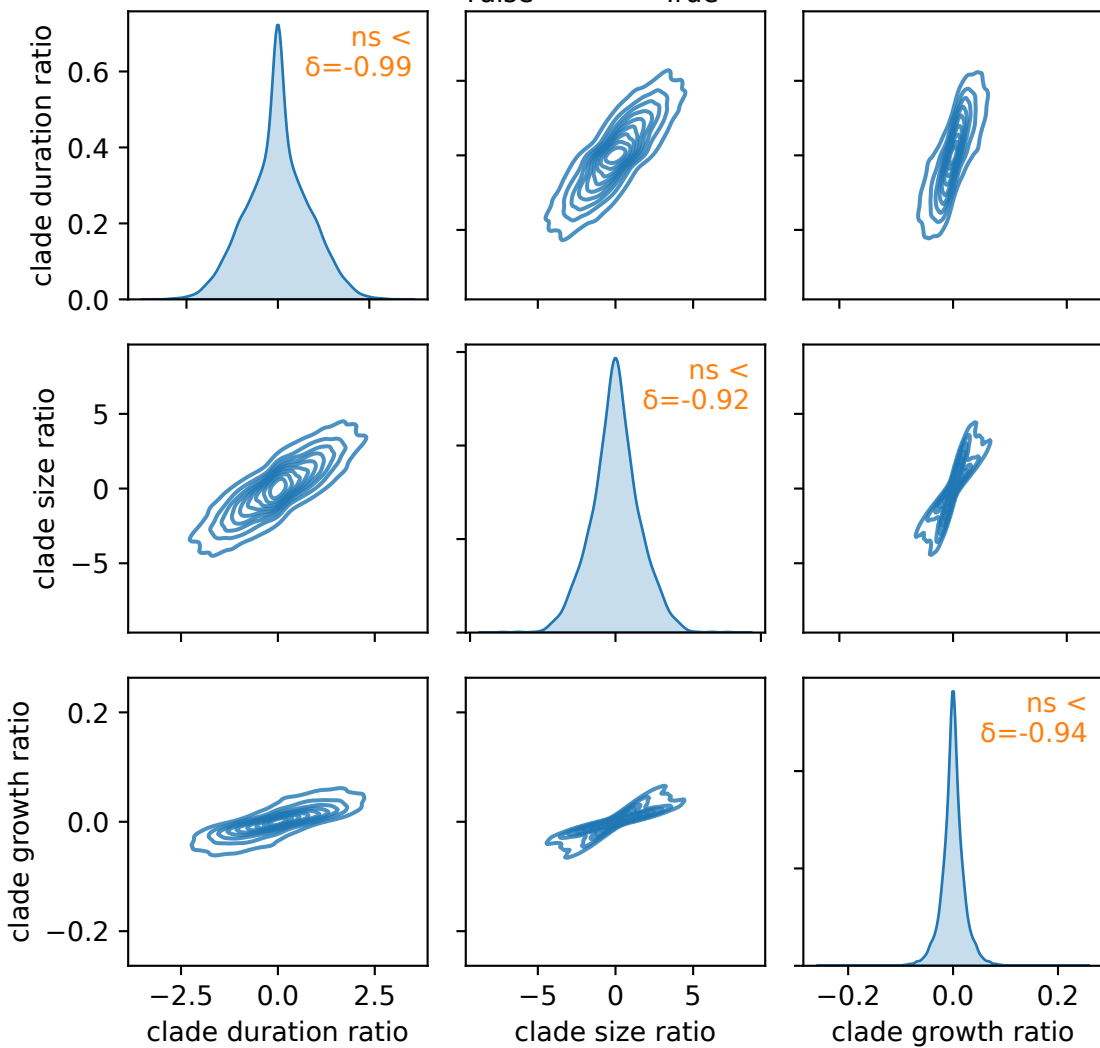 True
clade duration ratio
0.6
0.4
0.2
0.0
ns <
δ=-0.99
clade size ratio
5
0
−5
ns <
δ=-0.92
clade growth ratio
0.2
0.0
−0.2
ns <
δ=-0.94
−2.5 0.0 2.5
−5 0 5
−0.2 0.0 0.2
clade duration ratio
clade size ratio
clade growth ratio